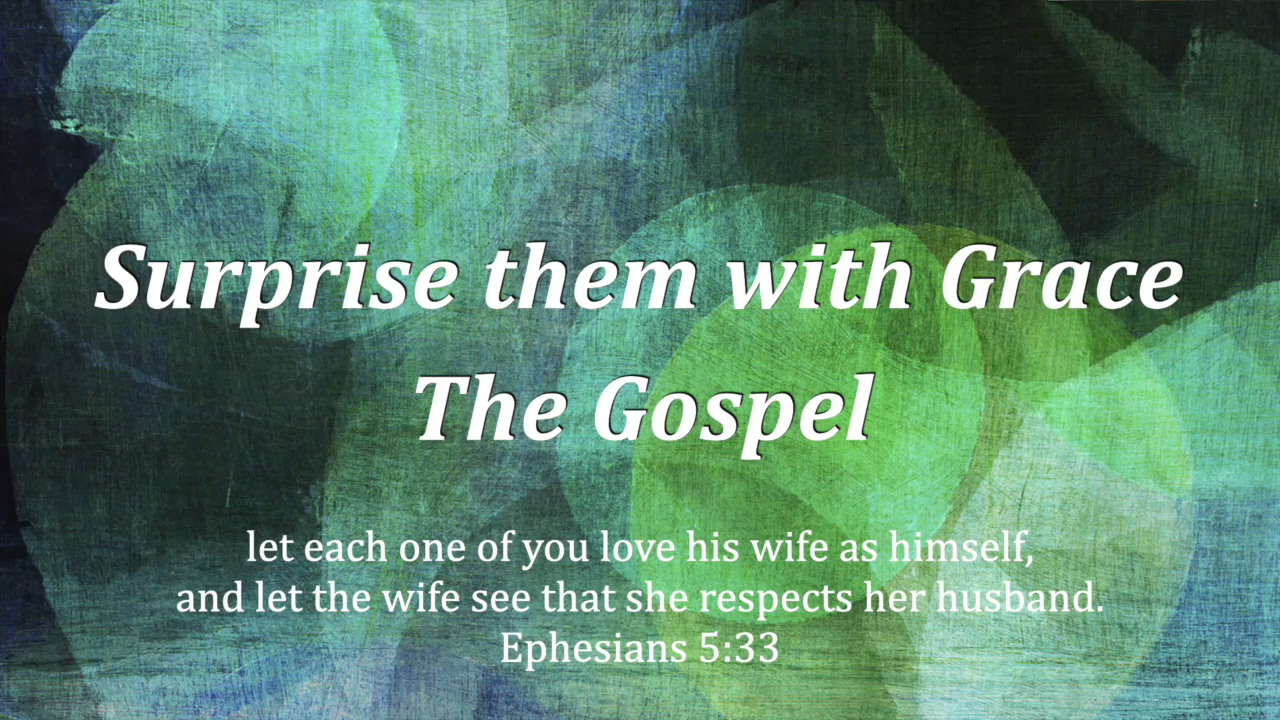 Surprise them with Grace
The Gospel
let each one of you love his wife as himself,
and let the wife see that she respects her husband.
Ephesians 5:33